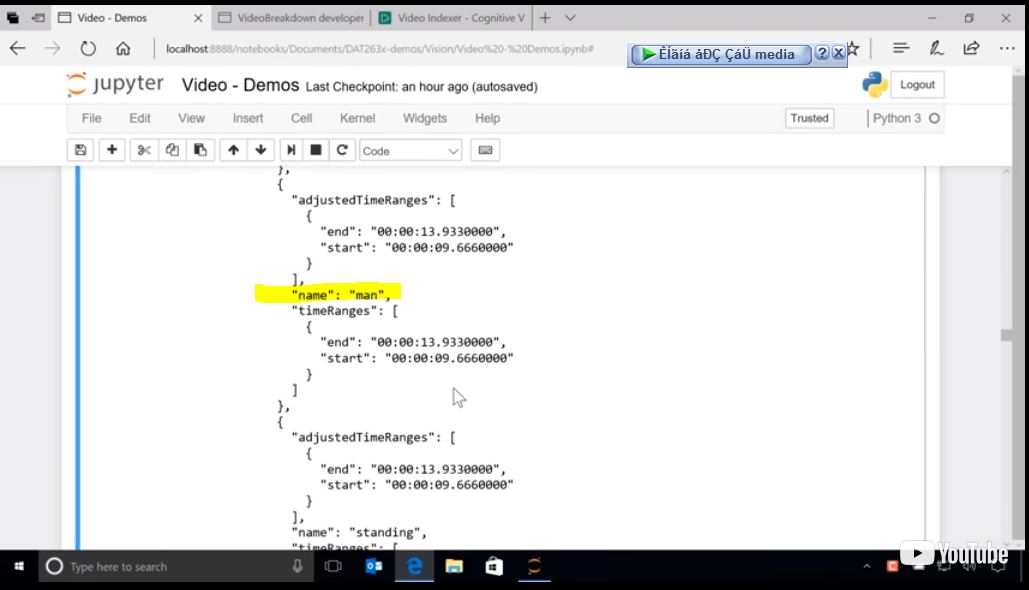 Video - Demos
VideoBreakdown developer
Video Indexer - Cognitive V
localhost:8888/notebooks/Documents/DAT263x-demos/Vision/Video%20-%20Demos.ipynb#
Êíãíá åÐÇ ÇáÜ media
?
X
jupyter Video - Demos Last Checkpoint: an hour ago (autosaved)
Logout
File Edit View Insert Cell Kernel Widgets Help
Trusted
Python 3
Code
},
{
"adjustedTimeRanges": [
{
"end": "00:00:13.9330000",
"start": "00:00:09.6660000"
}
],
"name": "man",
"timeRanges": [
{
"end": "00:00:13.9330000",
"start": "00:00:09.6660000"
}
]
},
{
"adjustedTimeRanges": [
{
"end": "00:00:13.9330000",
"start": "00:00:09.6660000"
}
],
"name": "standing",
"timeRanges": [
Type here to search
YouTube